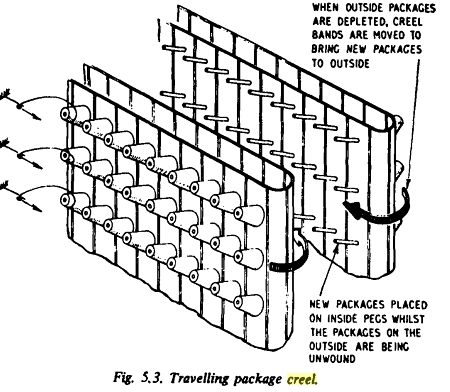 WHEN OUTSIDE PACKAGES
ARE DEPLETED, CREEL
BANDS ARE MOVED TO
BRING NEW PACKAGES
TO OUTSIDE
NEW PACKAGES PLACED
ON INSIDE PEGS WHILST
THE PACKAGES ON THE
OUTSIDE ARE BEING
UNWOUND
Fig. 5.3. Travelling package creel.